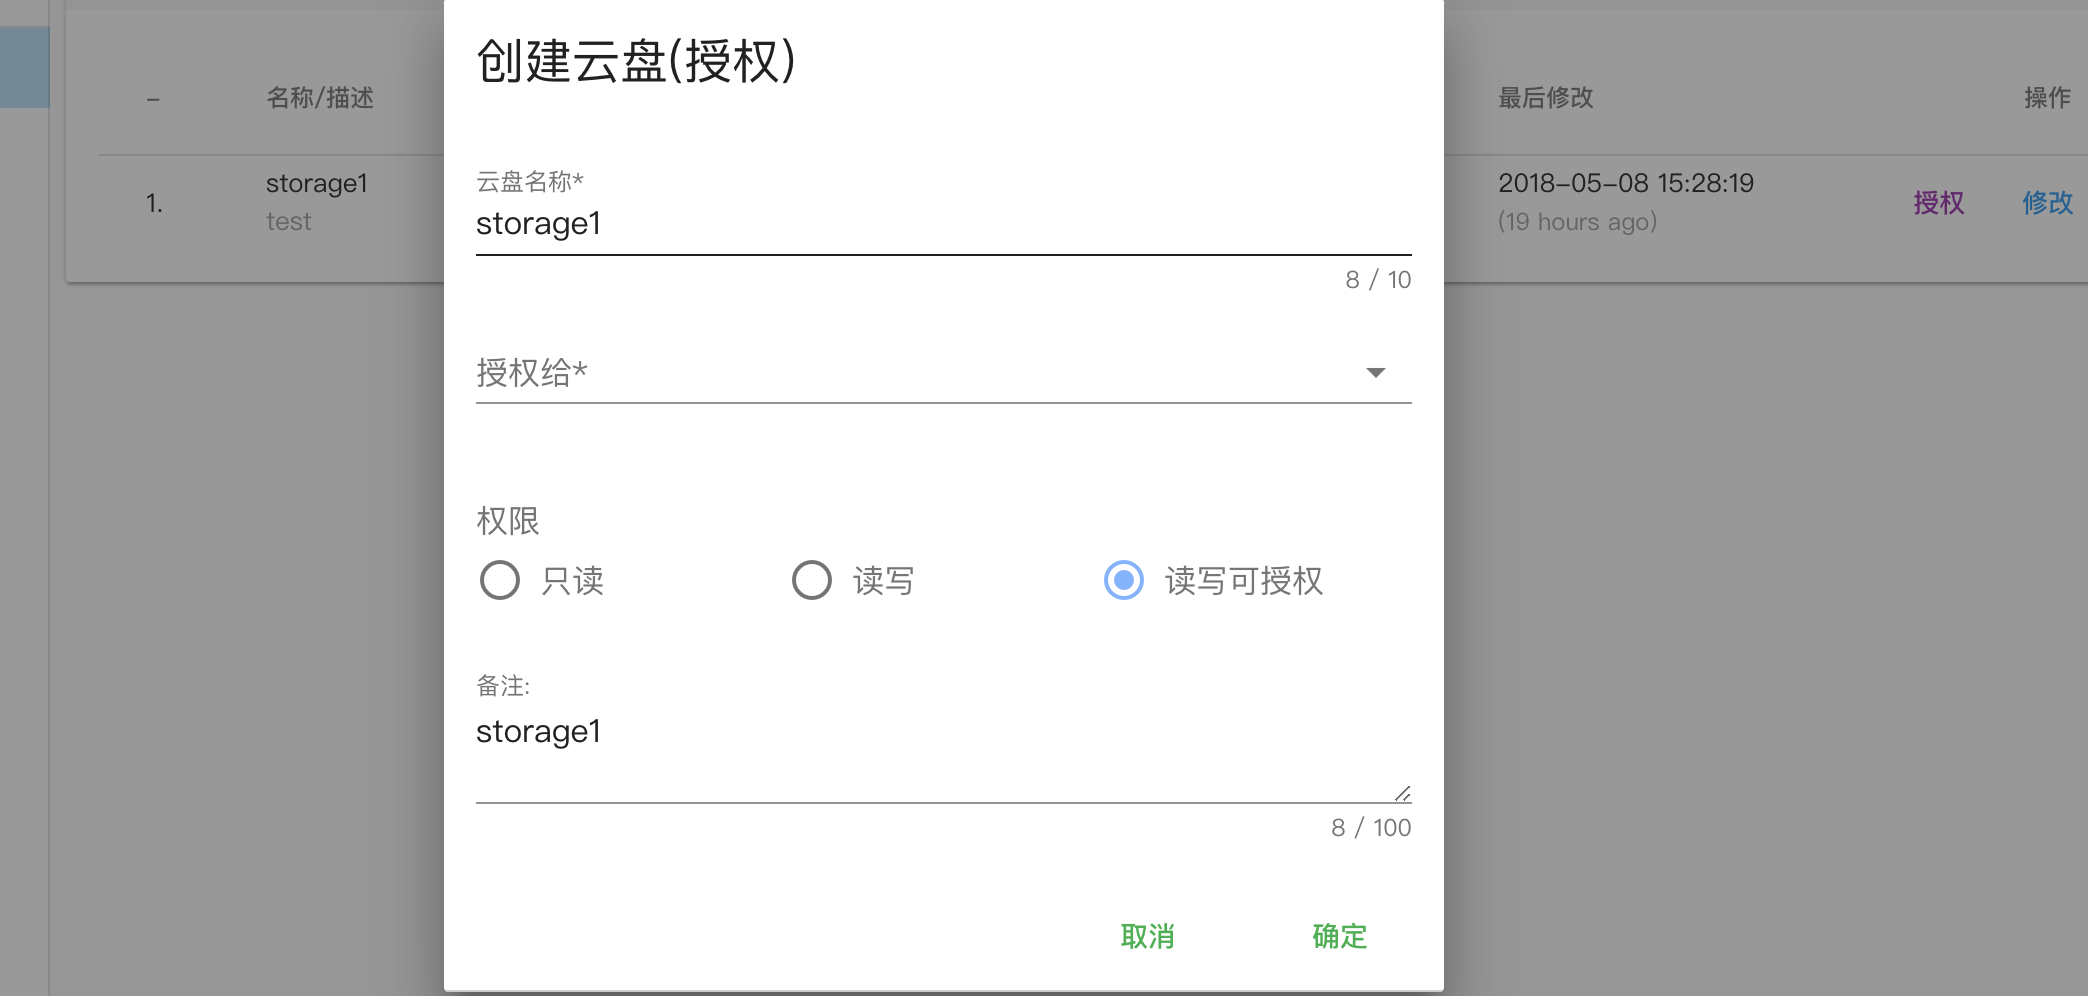 创建云盘(授权)
– 名称/描述 最后修改 操作
云盘名称*
1. storage1 2018-05-08 15:28:19 授权 修改
test (19 hours ago)
storage1
8 / 10
授权给*
权限
只读 读写 读写可授权
备注:
storage1
8 / 100
取消 确定